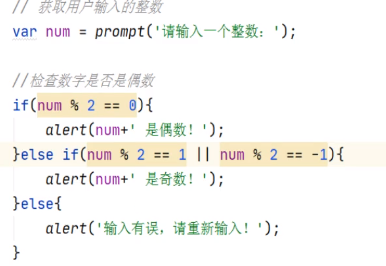 // 获取用户输入的整数
var num = prompt('请输入一个整数：');
//检查数字是否是偶数
if(num % 2 == 0){
alert(num+' 是偶数！');
}else if(num % 2 == 1 || num % 2 == -1){
alert(num+' 是奇数！');
}else{
alert('输入有误，请重新输入！');
}